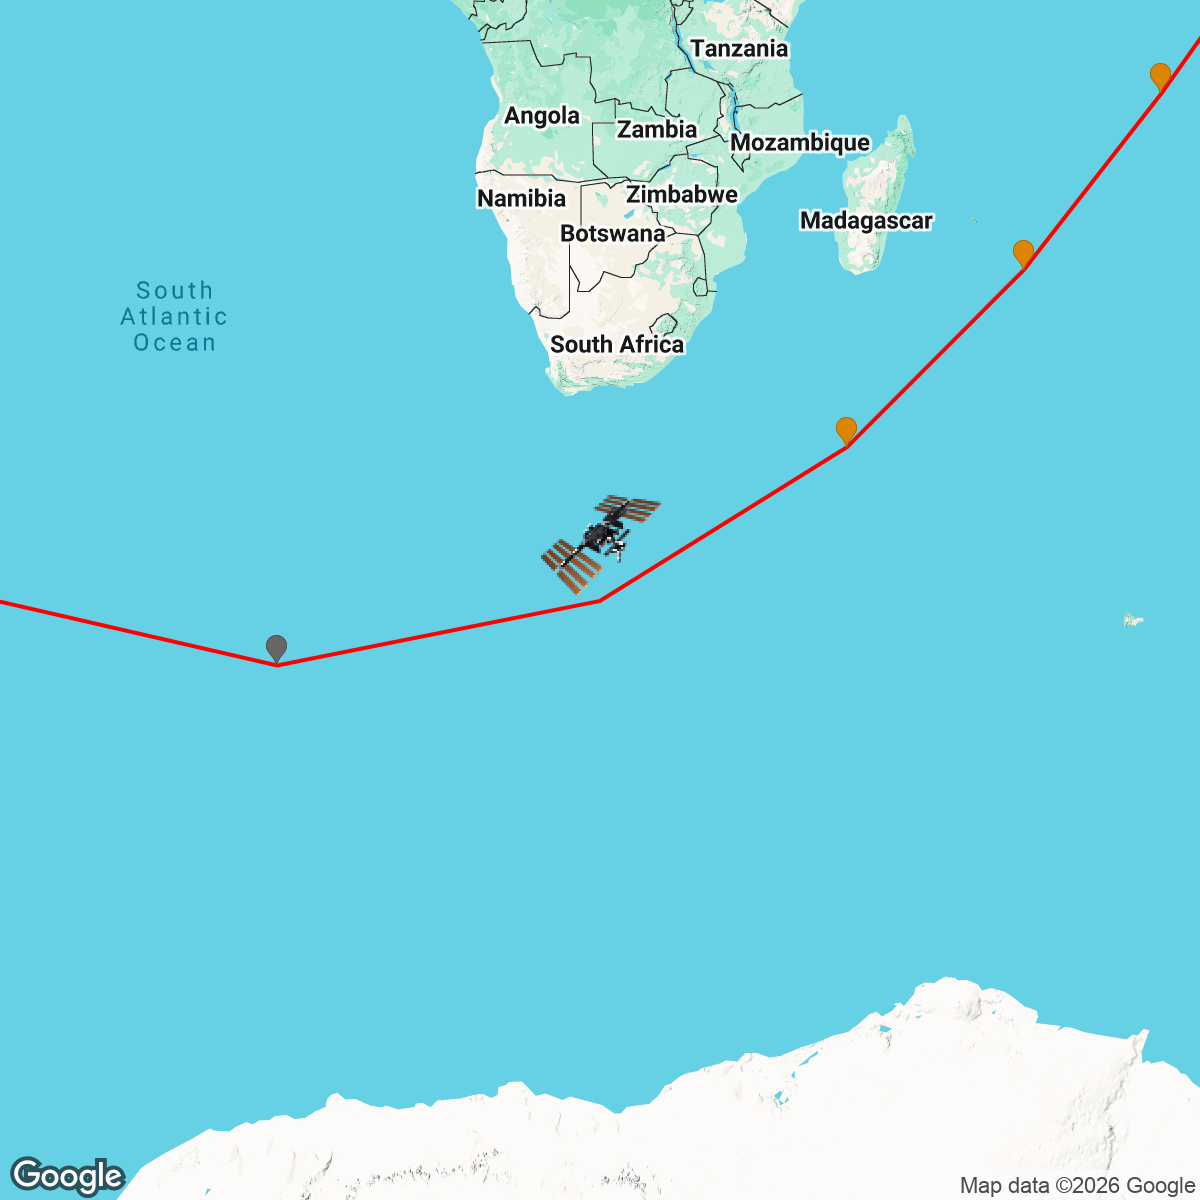 Tanzania
Angola
Zambia
Mozambique
Namibia
Zimbabwe
Madagascar
Botswana
South
Atlantic
Ocean
South Africa
Google
Map data ©2026 Google